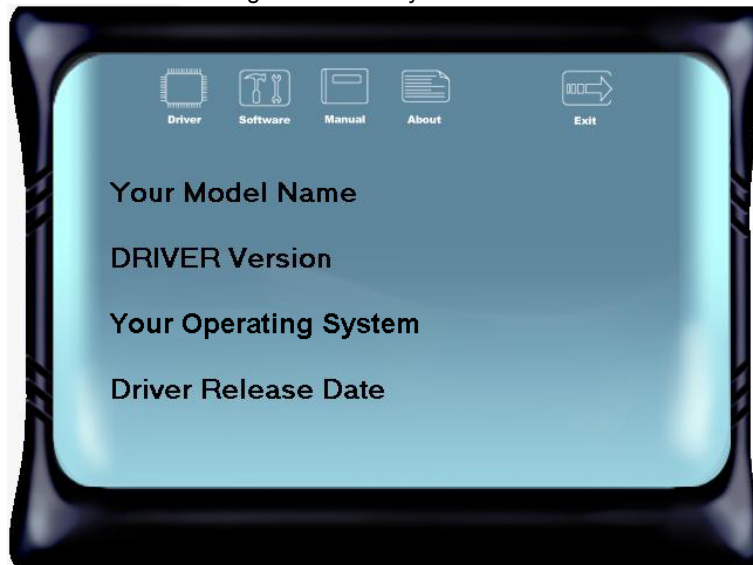 Driver Software Manual About Exit
Your Model Name
DRIVER Version
Your Operating System
Driver Release Date